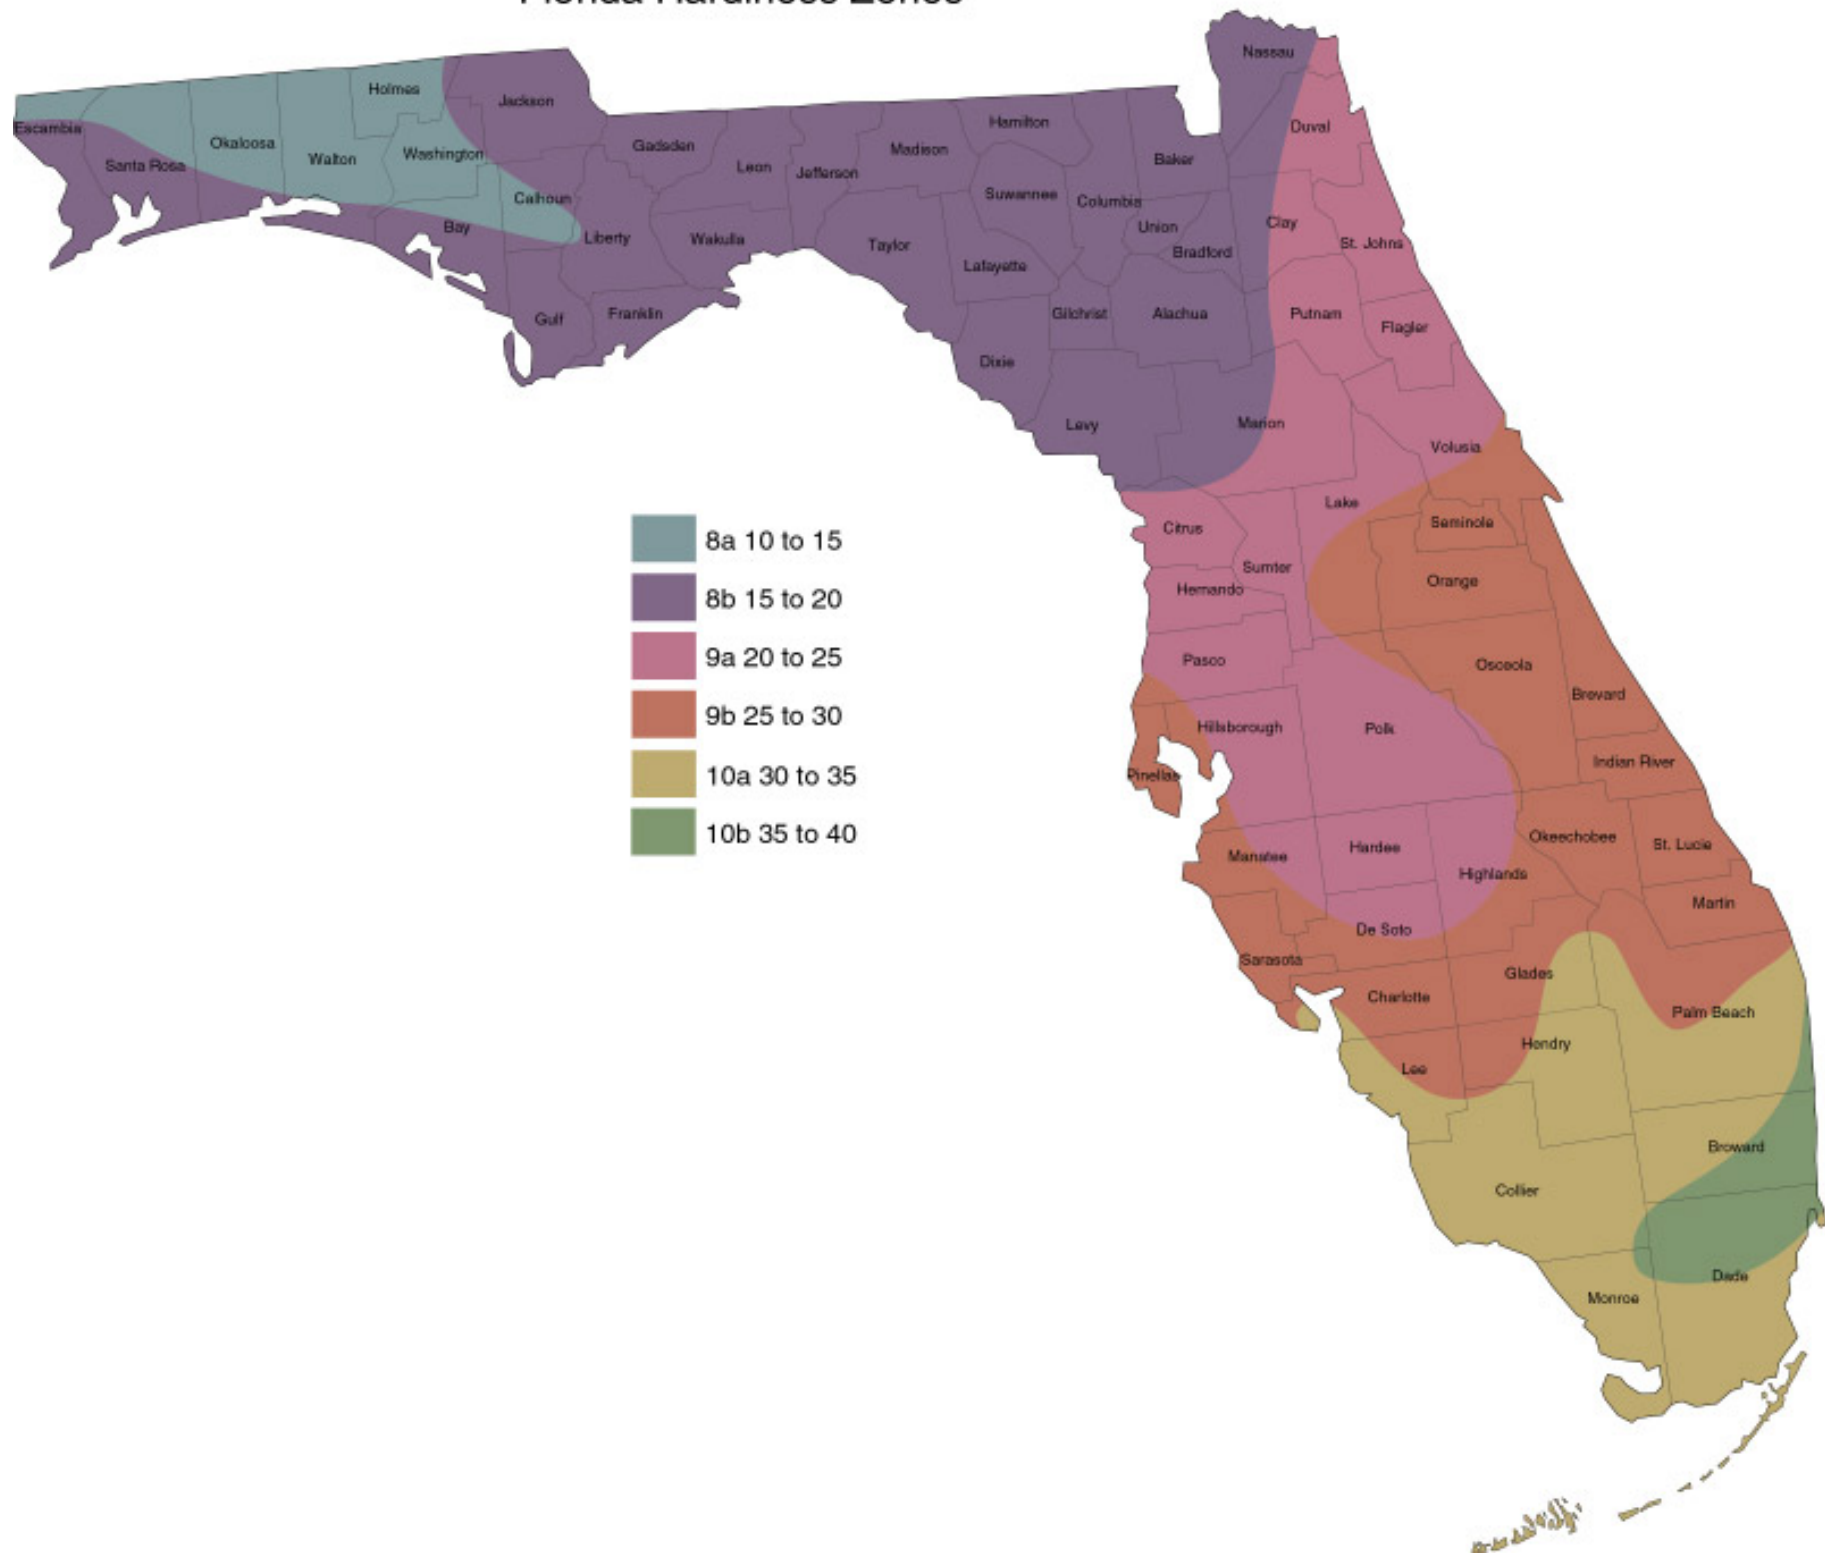 Florida Hardiness Zones
Nassau
Holmes
Jackson
Escambia
Duval
Hamilton
Okaloosa
Gadsden
Madison
Walton
Washington
Baker
Santa Rosa
Leon
Jefferson
Suwannee
Columbia
Calhoun
Clay
Union
Bay
Liberty
Wakulla
Taylor
Bradford
St. Johns
Lafayette
Gulf
Franklin
Gilchrist
Alachua
Putnam
Flagler
Dixie
Levy
Marion
Volusia
Lake
Citrus
Seminole
8a 10 to 15
Sumter
Orange
Hernando
8b 15 to 20
9a 20 to 25
Pasco
Osceola
Brevard
9b 25 to 30
Hillsborough
Polk
Indian River
10a 30 to 35
Pinellas
10b 35 to 40
Okeechobee
St. Lucie
Manatee
Hardee
Highlands
Martin
De Soto
Sarasota
Glades
Charlotte
Palm Beach
Hendry
Lee
Broward
Collier
Dade
Monroe